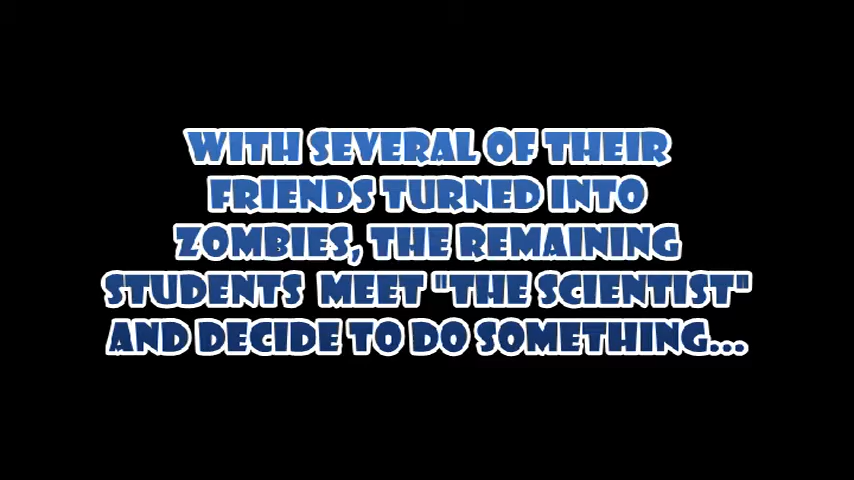 WITH SEVERAL OF THEIR
FRIENDS TURNED INTO
ZOMBIES, THE REMAINING
STUDENTS MEET "THE SCIENTIST"
AND DECIDE TO DO SOMETHING...